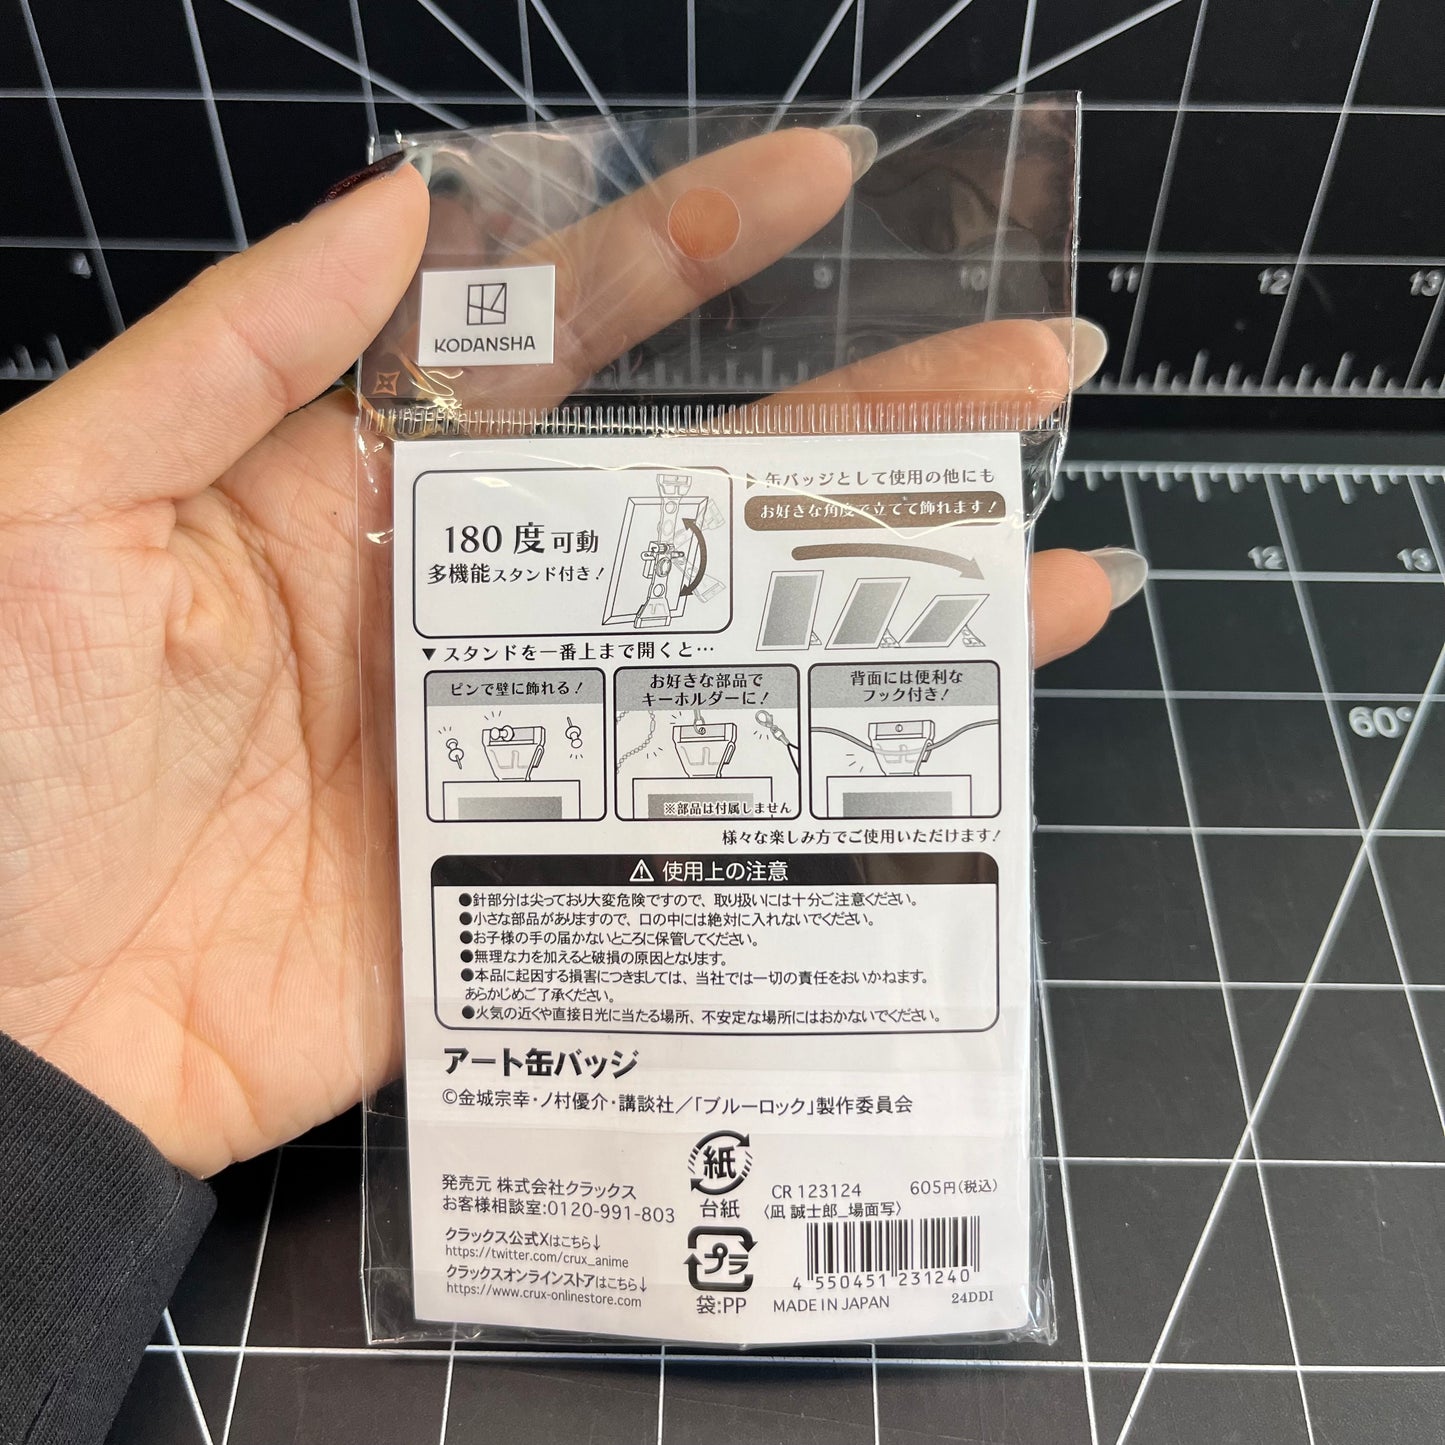 KODANSHA
180度可動
多機能スタンド付き!
缶バッジとして使用の他にも
お好きな角度で立てて飾れます!
▼スタンドを一番上まで開くと…
ピンで壁に飾れる!
お好きな部品で
キーホルダーに!
※部品は付属しません
背面には便利な
フック付き!
様々な楽しみ方でご使用いただけます!
⚠使用上の注意
●針部分は尖っており大変危険ですので、取り扱いには十分ご注意ください。
●小さな部品がありますので、口の中には絶対に入れないでください。
●お子様の手の届かないところに保管してください。
●無理な力を加えると破損の原因となります。
●本品に起因する損害につきましては、当社では一切の責任をおいかねます。
あらかじめご了承ください。
●火気の近くや直接日光に当たる場所、不安定な場所にはおかないでください。
アート缶バッジ
©金城宗幸・ノ村優介・講談社/「ブルーロック」製作委員会
発売元 株式会社クラックス
お客様相談室:0120-991-803
クラックス公式Xはこちら↓
https://twitter.com/crux_anime
クラックスオンラインストアはこちら↓
https://www.crux-onlinestore.com
紙
台紙
プラ
袋:PP
CR 123124 605円(税込)
〈凪 誠士郎_場面写〉
4 550451 231240
MADE IN JAPAN 24DDI
9 10 11 12 13
12 13
60°